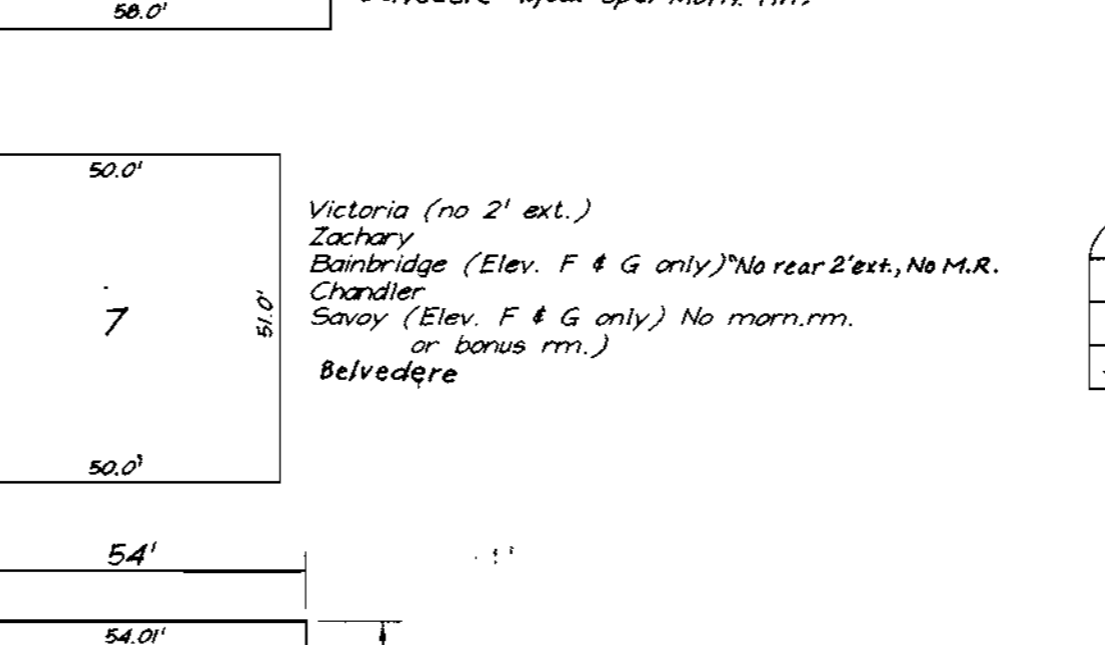 58.0'
50.0'
Victoria (no 2' ext.)
Zachary
Bainbridge (Elev. F & G only) "No rear 2' ext., No M.R.
Chandler
7
51.0'
Savoy (Elev. F & G only) No morn.rm.
or bonus rm.)
Belvedere
50.0'
54'
54.01'